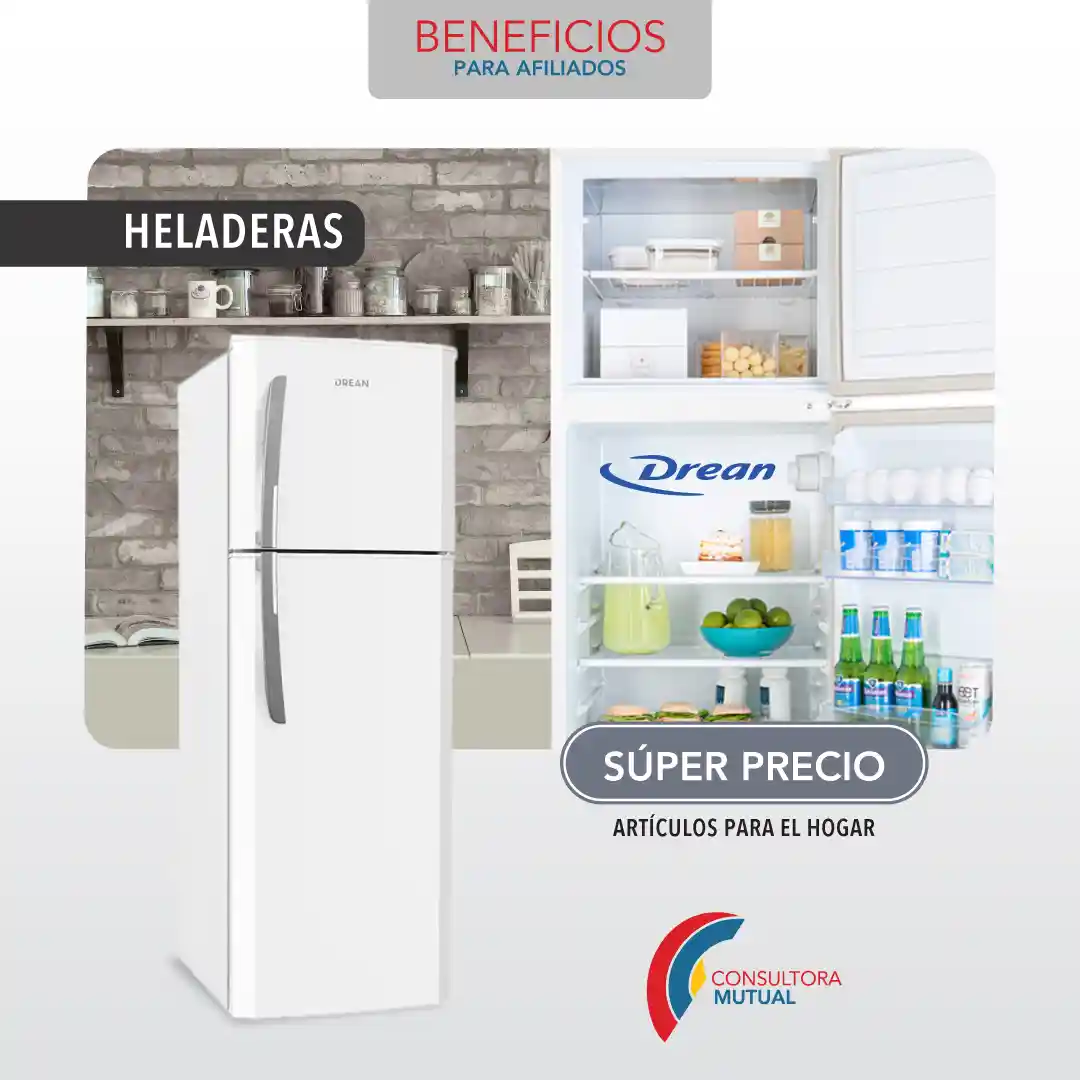 BENEFICIOS
PARA AFILIADOS
HELADERAS
DREAN
Drean
SÚPER PRECIO
ARTÍCULOS PARA EL HOGAR
CONSULTORA
MUTUAL